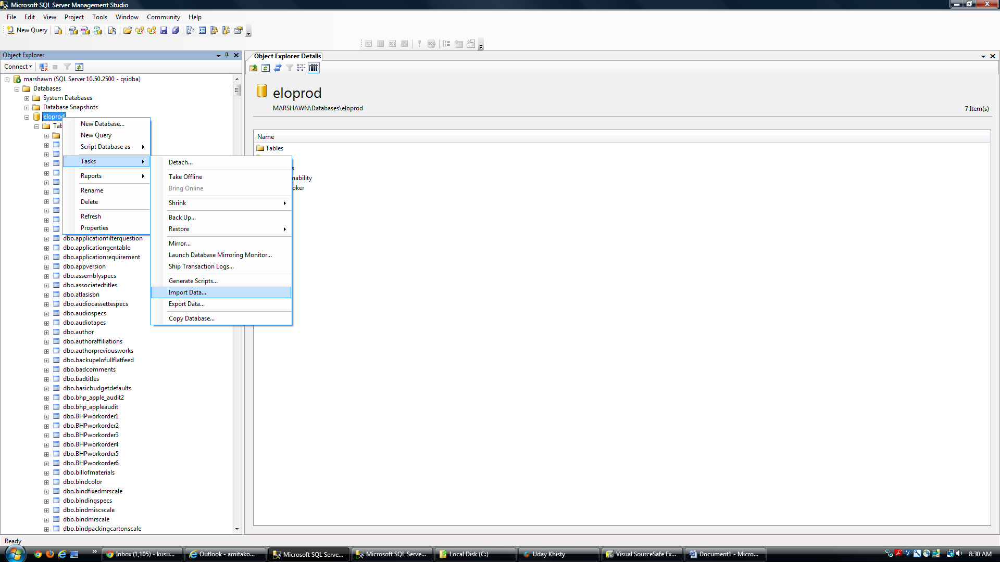 Microsoft SQL Server Management Studio
File Edit View Project Tools Window Community Help
New Query
Object Explorer
Connect
marshawn (SQL Server 10.50.2500 - qsidba)
Databases
System Databases
Database Snapshots
eloprod
Tab
New Database...
New Query
Script Database as
Tasks
Reports
Rename
Delete
Refresh
Properties
Detach...
Take Offline
Bring Online
Shrink
Back Up...
Restore
Mirror...
Launch Database Mirroring Monitor...
Ship Transaction Logs...
Generate Scripts...
Import Data...
Export Data...
Copy Database...
dbo.applicationfilterquestion
dbo.applicationgentable
dbo.applicationrequirement
dbo.appversion
dbo.assemblyspecs
dbo.associatedtitles
dbo.atlasisbn
dbo.audiocassettespecs
dbo.audiospecs
dbo.audiotapes
dbo.author
dbo.authoraffiliations
dbo.authorpreviousworks
dbo.backupelofullflatfeed
dbo.badcomments
dbo.badtitles
dbo.basicbudgetdefaults
dbo.bhp_apple_audit2
dbo.bhp_appleaudit
dbo.BHPworkorder1
dbo.BHPworkorder2
dbo.BHPworkorder3
dbo.BHPworkorder4
dbo.BHPworkorder5
dbo.BHPworkorder6
dbo.billofmaterials
dbo.bindcolor
dbo.bindfixedmrscale
dbo.bindingspecs
dbo.bindmiscscale
dbo.bindmrscale
dbo.bindpackingcartonscale
Object Explorer Details
eloprod
MARSHAWN\Databases\eloprod
7 Item(s)
Name
Tables
s
nability
oker
Ready
Inbox (1,105) - kusu...
Outlook - amitako...
Microsoft SQL Serve...
Microsoft SQL Serve...
Local Disk (C:)
Uday Khisty
Visual SourceSafe Ex...
Document1 - Micro...
8:30 AM